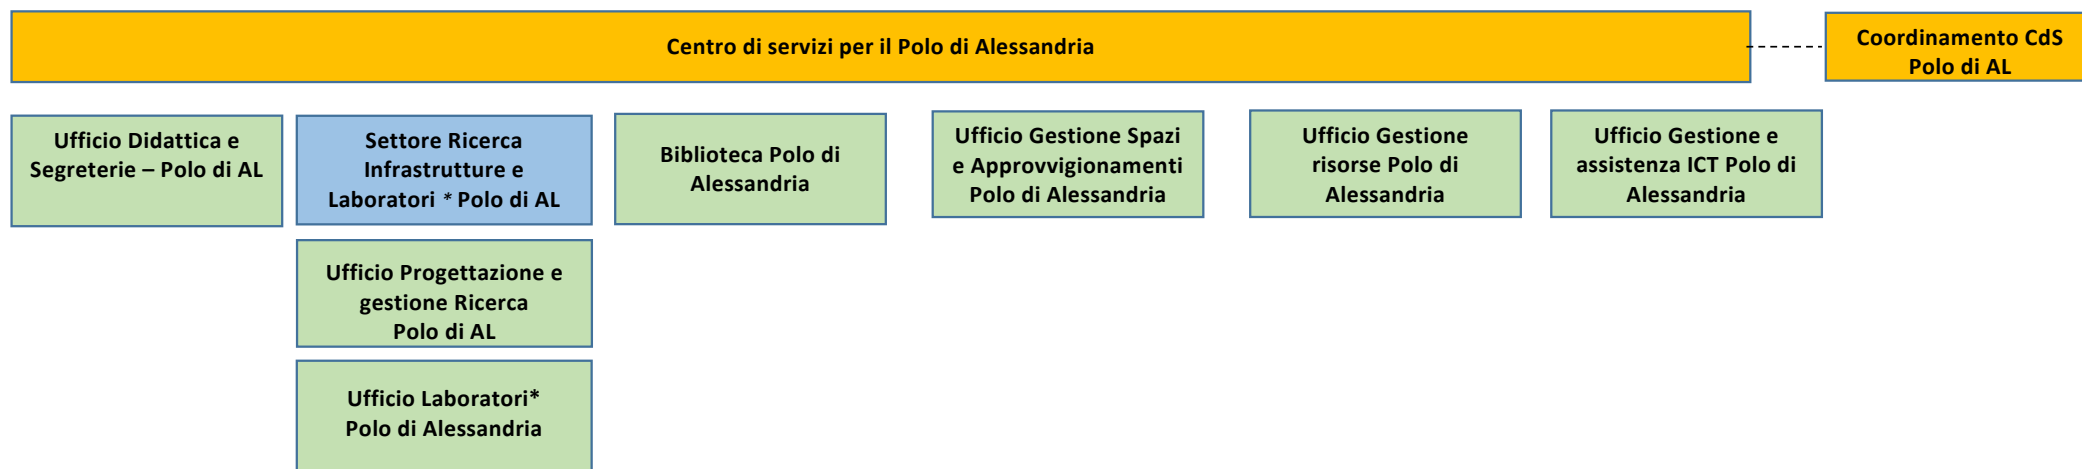 Centro di servizi per il Polo di Alessandria
Coordinamento CdS
Polo di AL
Ufficio Didattica e
Segreterie – Polo di AL
Settore Ricerca
Infrastrutture e
Laboratori * Polo di AL
Biblioteca Polo di
Alessandria
Ufficio Gestione Spazi
e Approvvigionamenti
Polo di Alessandria
Ufficio Gestione
risorse Polo di
Alessandria
Ufficio Gestione e
assistenza ICT Polo di
Alessandria
Ufficio Progettazione e
gestione Ricerca
Polo di AL
Ufficio Laboratori*
Polo di Alessandria